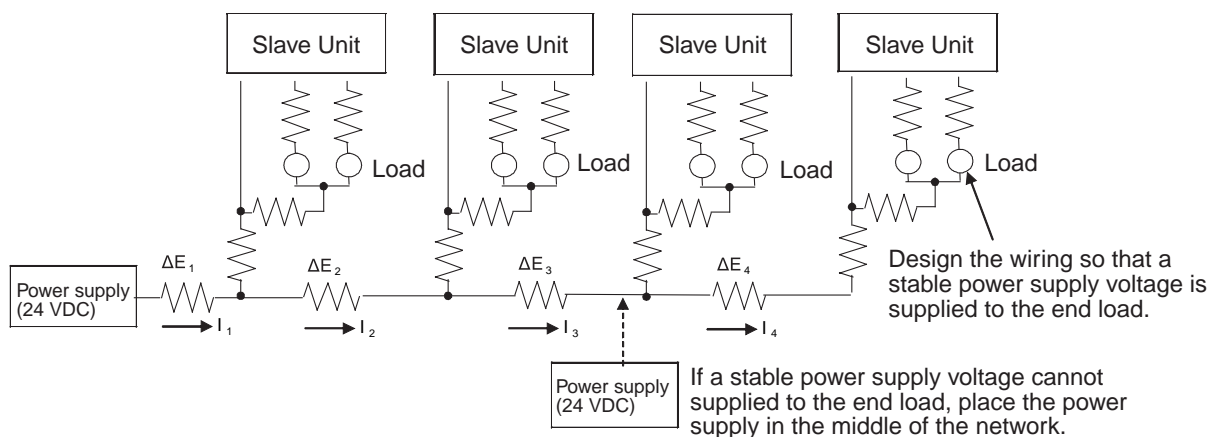 Slave Unit
Slave Unit
Slave Unit
Slave Unit
Load
Load
Load
Load
Power supply
(24 VDC)
ΔE₁
I₁
ΔE₂
I₂
ΔE₃
I₃
ΔE₄
I₄
Design the wiring so that a
stable power supply voltage is
supplied to the end load.
Power supply
(24 VDC)
If a stable power supply voltage cannot
supplied to the end load, place the power
supply in the middle of the network.